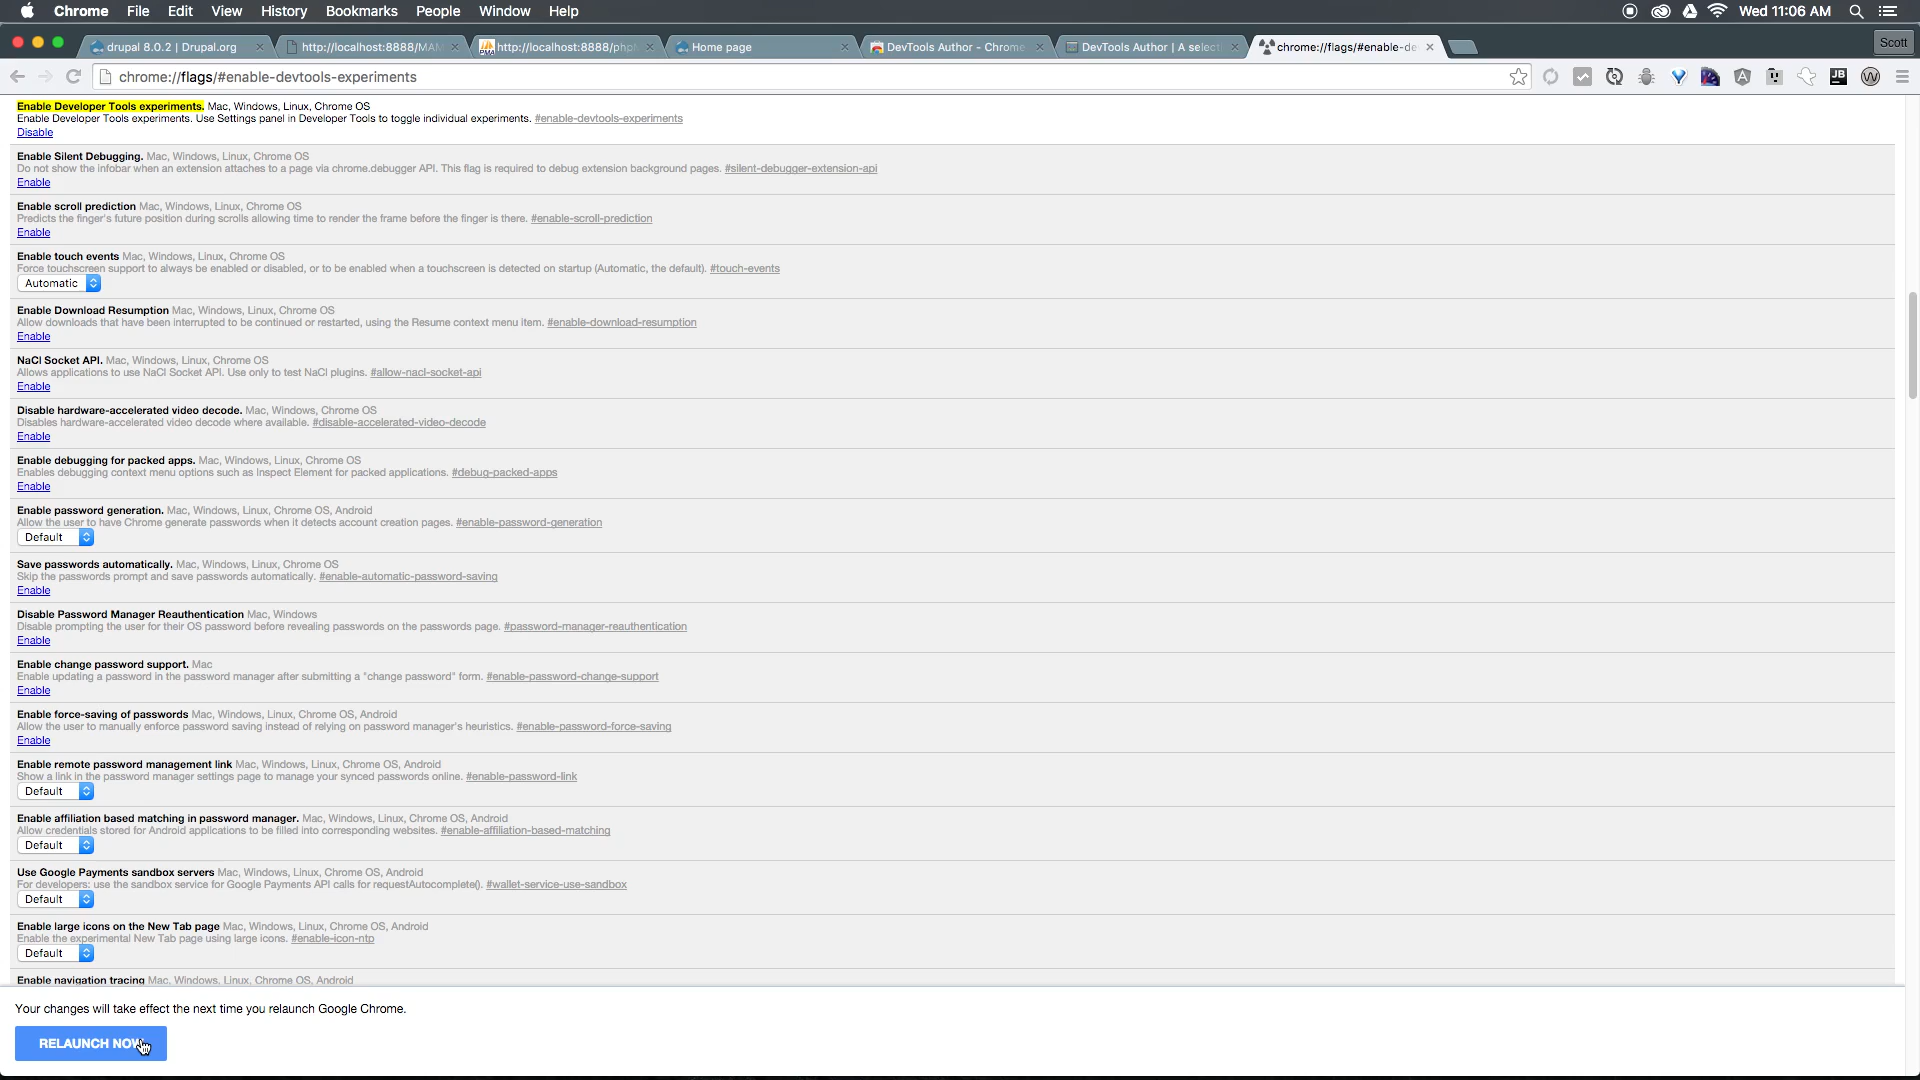 Chrome File Edit View History Bookmarks People Window Help Wed 11:06 AM
drupal 8.0.2 | Drupal.org http://localhost:8888/MAM http://localhost:8888/php Home page DevTools Author - Chrome DevTools Author | A select chrome://flags/#enable-de Scott
chrome://flags/#enable-devtools-experiments
Enable Developer Tools experiments. Mac, Windows, Linux, Chrome OS
Enable Developer Tools experiments. Use Settings panel in Developer Tools to toggle individual experiments. #enable-devtools-experiments
Disable
Enable Silent Debugging. Mac, Windows, Linux, Chrome OS
Do not show the infobar when an extension attaches to a page via chrome.debugger API. This flag is required to debug extension background pages. #silent-debugger-extension-api
Enable
Enable scroll prediction Mac, Windows, Linux, Chrome OS
Predicts the finger's future position during scrolls allowing time to render the frame before the finger is there. #enable-scroll-prediction
Enable
Enable touch events Mac, Windows, Linux, Chrome OS
Force touchscreen support to always be enabled or disabled, or to be enabled when a touchscreen is detected on startup (Automatic, the default). #touch-events
Automatic
Enable Download Resumption Mac, Windows, Linux, Chrome OS
Allow downloads that have been interrupted to be continued or restarted, using the Resume context menu item. #enable-download-resumption
Enable
NaCl Socket API. Mac, Windows, Linux, Chrome OS
Allows applications to use NaCl Socket API. Use only to test NaCl plugins. #allow-nacl-socket-api
Enable
Disable hardware-accelerated video decode. Mac, Windows, Chrome OS
Disables hardware-accelerated video decode where available. #disable-accelerated-video-decode
Enable
Enable debugging for packed apps. Mac, Windows, Linux, Chrome OS
Enables debugging context menu options such as Inspect Element for packed applications. #debug-packed-apps
Enable
Enable password generation. Mac, Windows, Linux, Chrome OS, Android
Allow the user to have Chrome generate passwords when it detects account creation pages. #enable-password-generation
Default
Save passwords automatically. Mac, Windows, Linux, Chrome OS
Skip the passwords prompt and save passwords automatically. #enable-automatic-password-saving
Enable
Disable Password Manager Reauthentication Mac, Windows
Disable prompting the user for their OS password before revealing passwords on the passwords page. #password-manager-reauthentication
Enable
Enable change password support. Mac
Enable updating a password in the password manager after submitting a "change password" form. #enable-password-change-support
Enable
Enable force-saving of passwords Mac, Windows, Linux, Chrome OS, Android
Allow the user to manually enforce password saving instead of relying on password manager's heuristics. #enable-password-force-saving
Enable
Enable remote password management link Mac, Windows, Linux, Chrome OS, Android
Show a link in the password manager settings page to manage your synced passwords online. #enable-password-link
Default
Enable affiliation based matching in password manager. Mac, Windows, Linux, Chrome OS, Android
Allow credentials stored for Android applications to be filled into corresponding websites. #enable-affiliation-based-matching
Default
Use Google Payments sandbox servers Mac, Windows, Linux, Chrome OS, Android
For developers: use the sandbox service for Google Payments API calls for requestAutocomplete(). #wallet-service-use-sandbox
Default
Enable large icons on the New Tab page Mac, Windows, Linux, Chrome OS, Android
Enable the experimental New Tab page using large icons. #enable-icon-ntp
Default
Enable navigation tracing Mac, Windows, Linux, Chrome OS, Android
Your changes will take effect the next time you relaunch Google Chrome.
RELAUNCH NOW